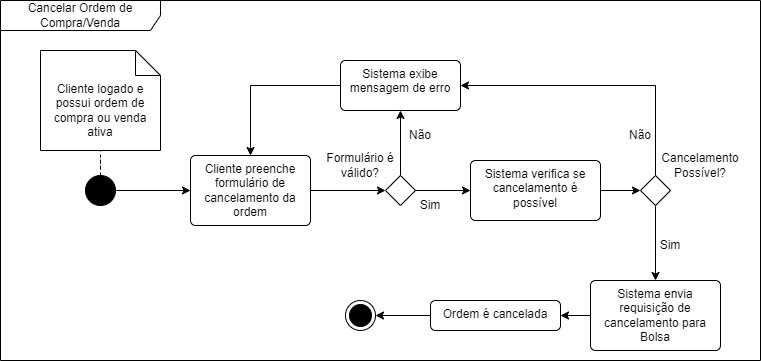 Cancelar Ordem de
Compra/Venda
Cliente logado e
possui ordem de
compra ou venda
ativa
Sistema exibe
mensagem de erro
Cliente preenche
formulário de
cancelamento da
ordem
Formulário é
válido?
Não
Sim
Sistema verifica se
cancelamento é
possível
Não
Cancelamento
Possível?
Sim
Sistema envia
requisição de
cancelamento para
Bolsa
Ordem é cancelada